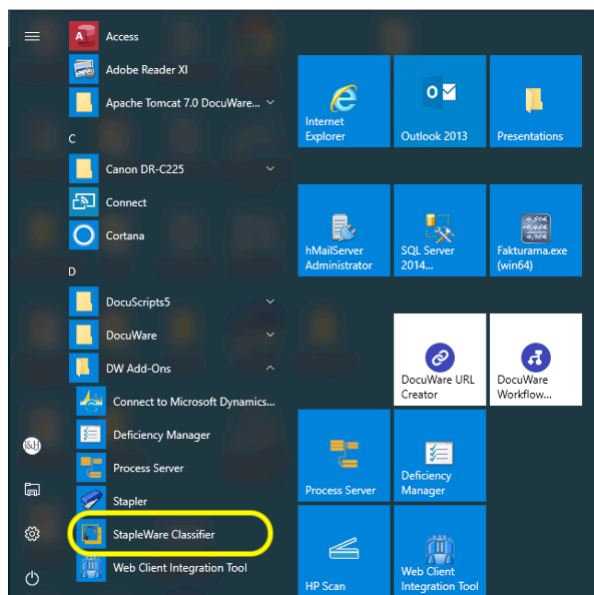 Access
Adobe Reader XI
Apache Tomcat 7.0 DocuWare...
C
Canon DR-C225
Connect
Cortana
D
DocuScripts5
DocuWare
DW Add-Ons
Connect to Microsoft Dynamics...
Deficiency Manager
Process Server
Stapler
StapleWare Classifier
Web Client Integration Tool
Internet
Explorer
Outlook 2013
Presentations
hMailServer
Administrator
SQL Server
2014...
Fakturama.exe
(win64)
DocuWare URL
Creator
DocuWare
Workflow...
Process Server
Deficiency
Manager
HP Scan
Web Client
Integration Tool